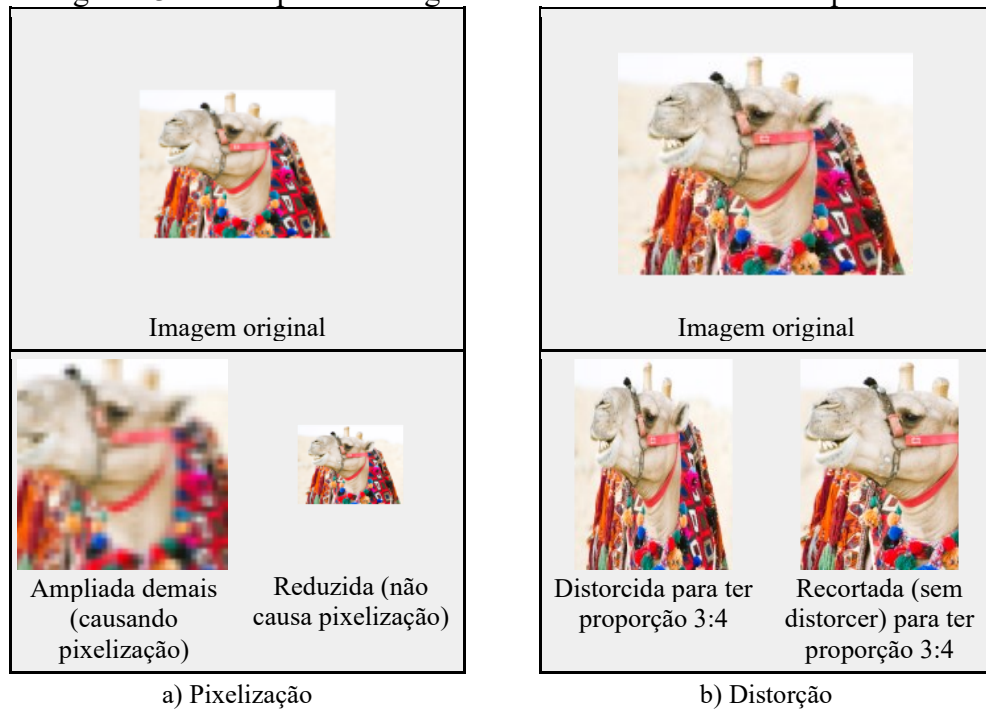 Imagem original
Imagem original
Ampliada demais
(causando
pixelização)
Reduzida (não
causa pixelização)
Distorcida para ter
proporção 3:4
Recortada (sem
distorcer) para ter
proporção 3:4
a) Pixelização
b) Distorção